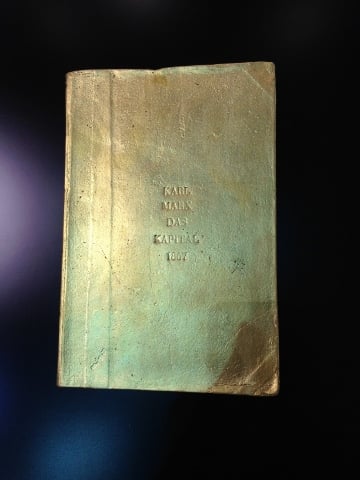 KARL
MARX
DAS
KAPITAL
1867